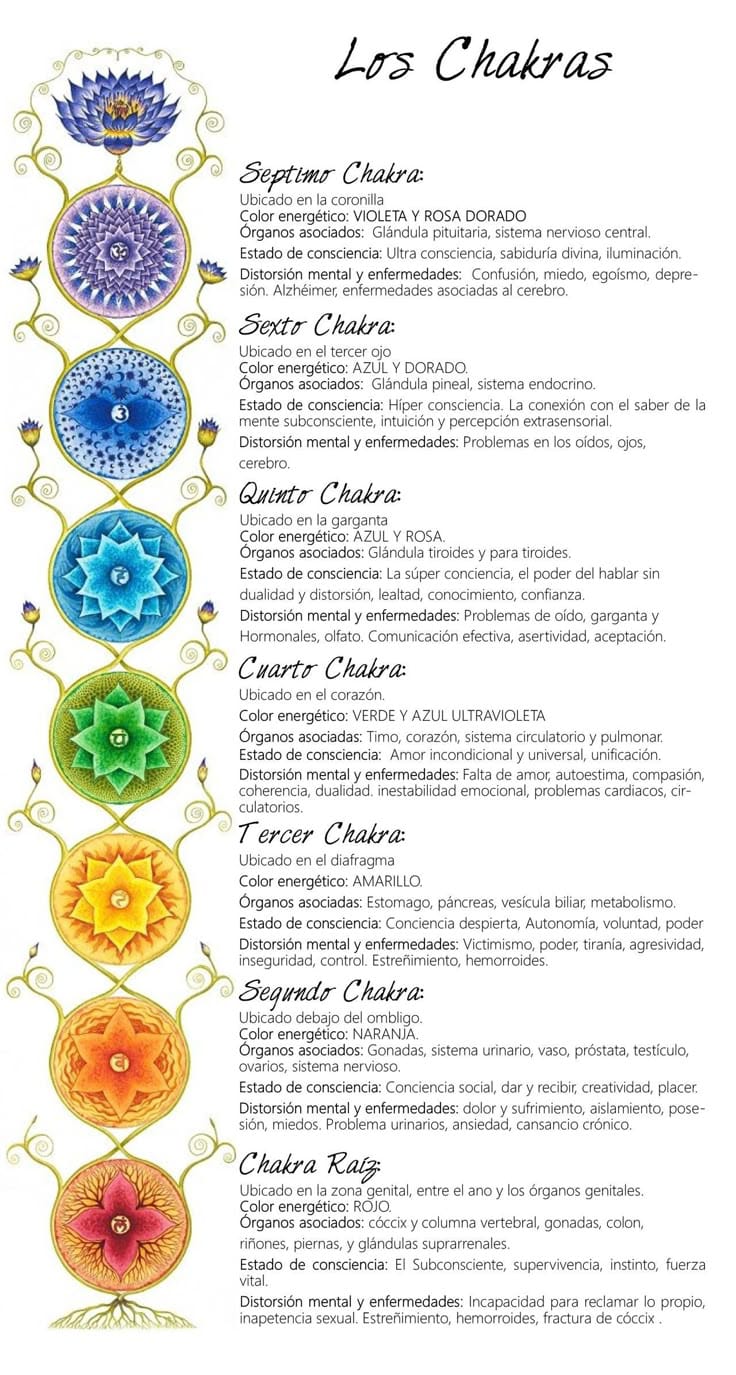 Los Chakras
Septimo Chakra:
Ubicado en la coronilla
Color energético: VIOLETA Y ROSA DORADO
Órganos asociados: Glándula pituitaria, sistema nervioso central.
Estado de consciencia: Ultra consciencia, sabiduría divina, iluminación.
Distorsión mental y enfermedades: Confusión, miedo, egoísmo, depre-
sión. Alzhéimer, enfermedades asociadas al cerebro.
Sexto Chakra:
Ubicado en el tercer ojo
Color energético: AZUL Y DORADO.
Órganos asociados: Glándula pineal, sistema endocrino.
Estado de consciencia: Híper consciencia. La conexión con el saber de la
mente subconsciente, intuición y percepción extrasensorial.
Distorsión mental y enfermedades: Problemas en los oídos, ojos,
cerebro.
Quinto Chakra:
Ubicado en la garganta
Color energético: AZUL Y ROSA.
Órganos asociados: Glándula tiroides y para tiroides.
Estado de consciencia: La súper conciencia, el poder del hablar sin
dualidad y distorsión, lealtad, conocimiento, confianza.
Distorsión mental y enfermedades: Problemas de oído, garganta y
Hormonales, olfato. Comunicación efectiva, asertividad, aceptación.
Cuarto Chakra:
Ubicado en el corazón.
Color energético: VERDE Y AZUL ULTRAVIOLETA
Órganos asociadas: Timo, corazón, sistema circulatorio y pulmonar.
Estado de consciencia: Amor incondicional y universal, unificación.
Distorsión mental y enfermedades: Falta de amor, autoestima, compasión,
coherencia, dualidad. inestabilidad emocional, problemas cardiacos, cir-
culatorios.
Tercer Chakra:
Ubicado en el diafragma
Color energético: AMARILLO.
Órganos asociadas: Estomago, páncreas, vesícula biliar, metabolismo.
Estado de consciencia: Conciencia despierta, Autonomía, voluntad, poder
Distorsión mental y enfermedades: Victimismo, poder, tiranía, agresividad,
inseguridad, control. Estreñimiento, hemorroides.
Segundo Chakra:
Ubicado debajo del ombligo.
Color energético: NARANJA.
Órganos asociados: Gonadas, sistema urinario, vaso, próstata, testículo,
ovarios, sistema nervioso.
Estado de consciencia: Conciencia social, dar y recibir, creatividad, placer.
Distorsión mental y enfermedades: dolor y sufrimiento, aislamiento, pose-
sión, miedos. Problema urinarios, ansiedad, cansancio crónico.
Chakra Raíz:
Ubicado en la zona genital, entre el ano y los órganos genitales.
Color energético: ROJO.
Órganos asociados: cóccix y columna vertebral, gonadas, colon,
riñones, piernas, y glándulas suprarrenales.
Estado de consciencia: El Subconsciente, supervivencia, instinto, fuerza
vital.
Distorsión mental y enfermedades: Incapacidad para reclamar lo propio,
inapetencia sexual. Estreñimiento, hemorroides, fractura de cóccix .